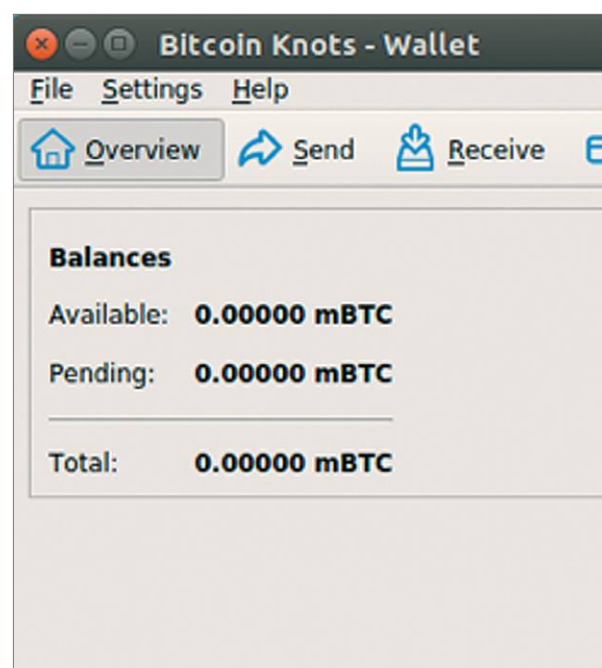 Bitcoin Knots - Wallet
File Settings Help
Overview Send Receive
Balances
Available: 0.00000 mBTC
Pending: 0.00000 mBTC
Total: 0.00000 mBTC